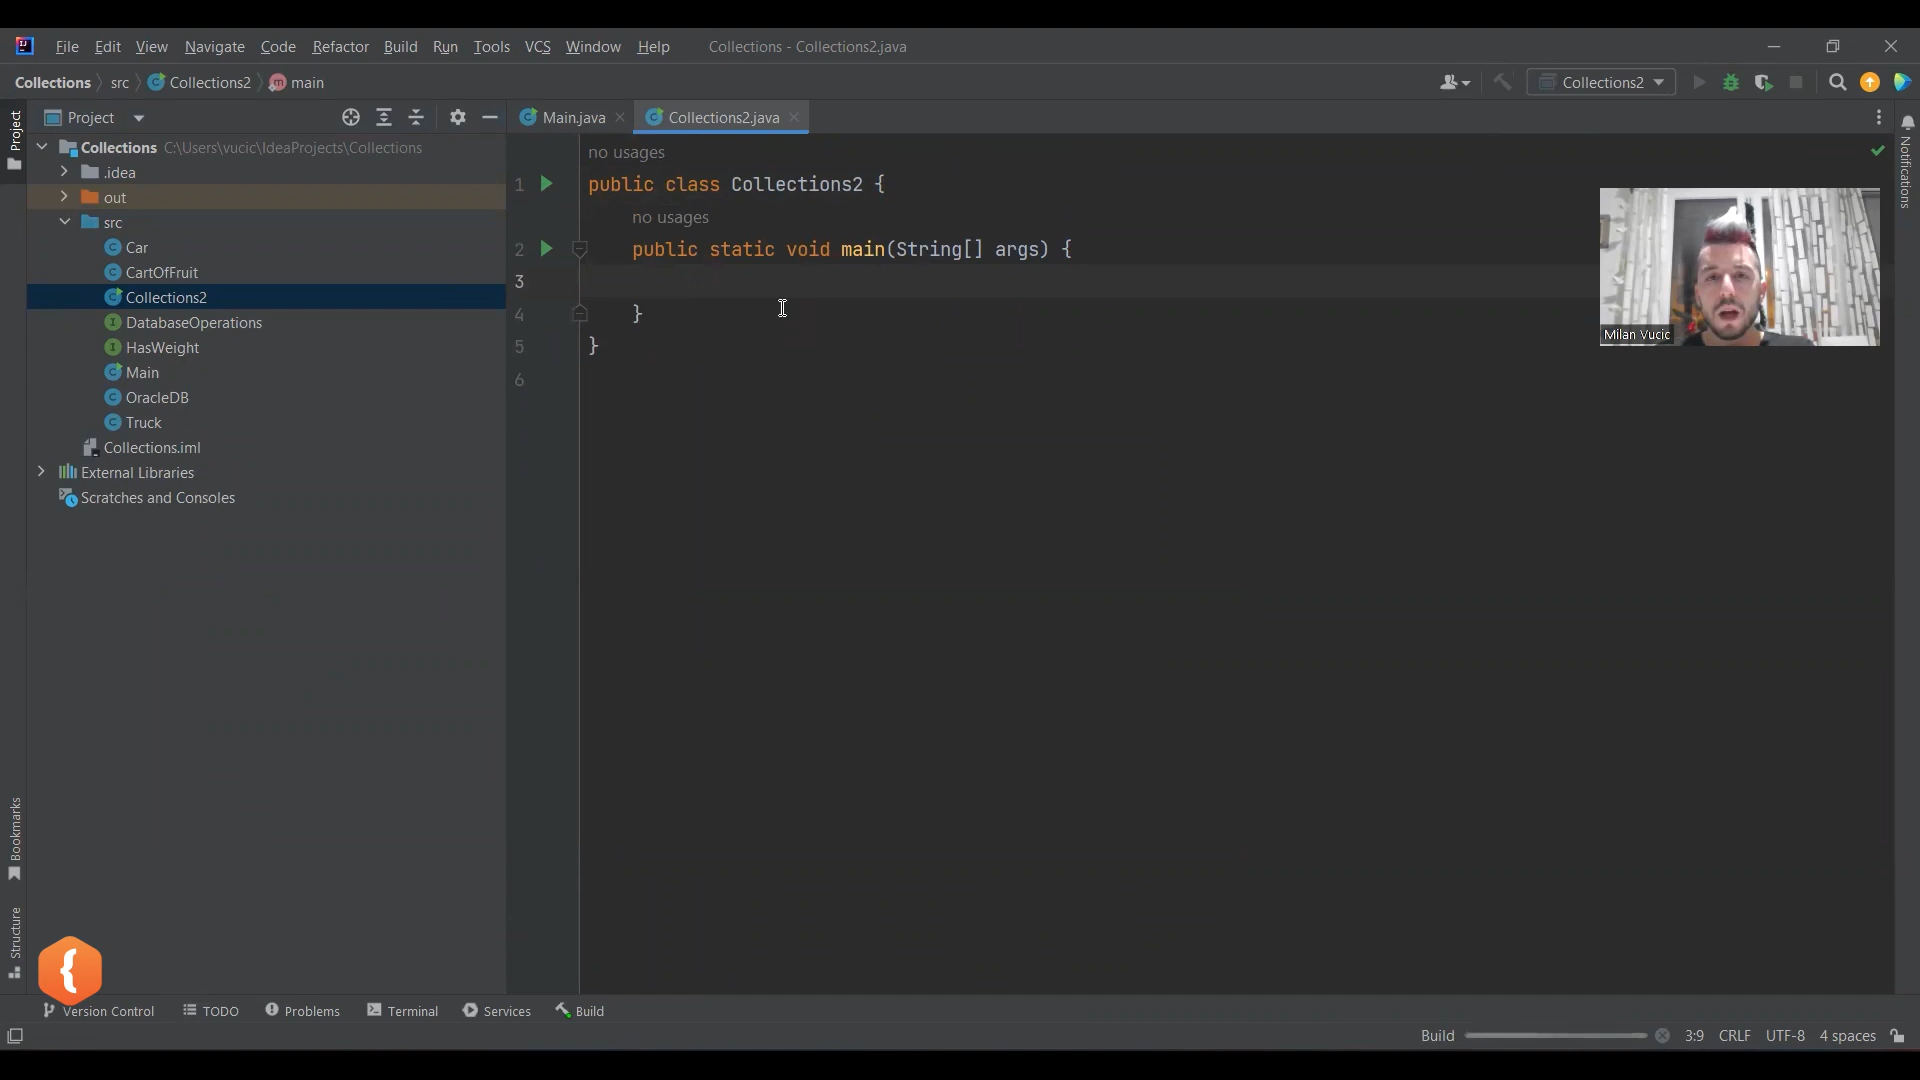 File Edit View Navigate Code Refactor Build Run Tools VCS Window Help Collections - Collections2.java
Collections src Collections2 main Collections2
Project
Main.java Collections2.java
Collections C:\Users\vucic\IdeaProjects\Collections
.idea
out
src
Car
CartOfFruit
Collections2
DatabaseOperations
HasWeight
Main
OracleDB
Truck
Collections.iml
External Libraries
Scratches and Consoles
no usages
1 public class Collections2 {
no usages
2 public static void main(String[] args) {
3
4 }
5 }
6
Milan Vucic
Project
Bookmarks
Structure
Notifications
Version Control TODO Problems Terminal Services Build
Build 3:9 CRLF UTF-8 4 spaces